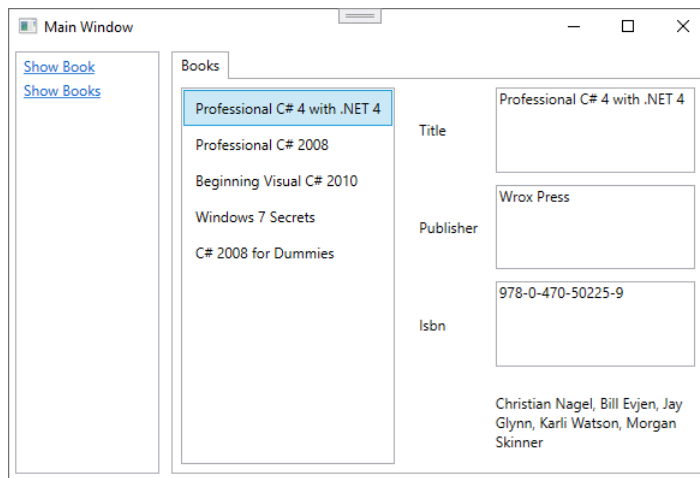 Main Window
Show Book
Show Books
Books
Professional C# 4 with .NET 4
Professional C# 2008
Beginning Visual C# 2010
Windows 7 Secrets
C# 2008 for Dummies
Title
Professional C# 4 with .NET 4
Publisher
Wrox Press
Isbn
978-0-470-50225-9
Christian Nagel, Bill Evjen, Jay
Glynn, Karli Watson, Morgan
Skinner